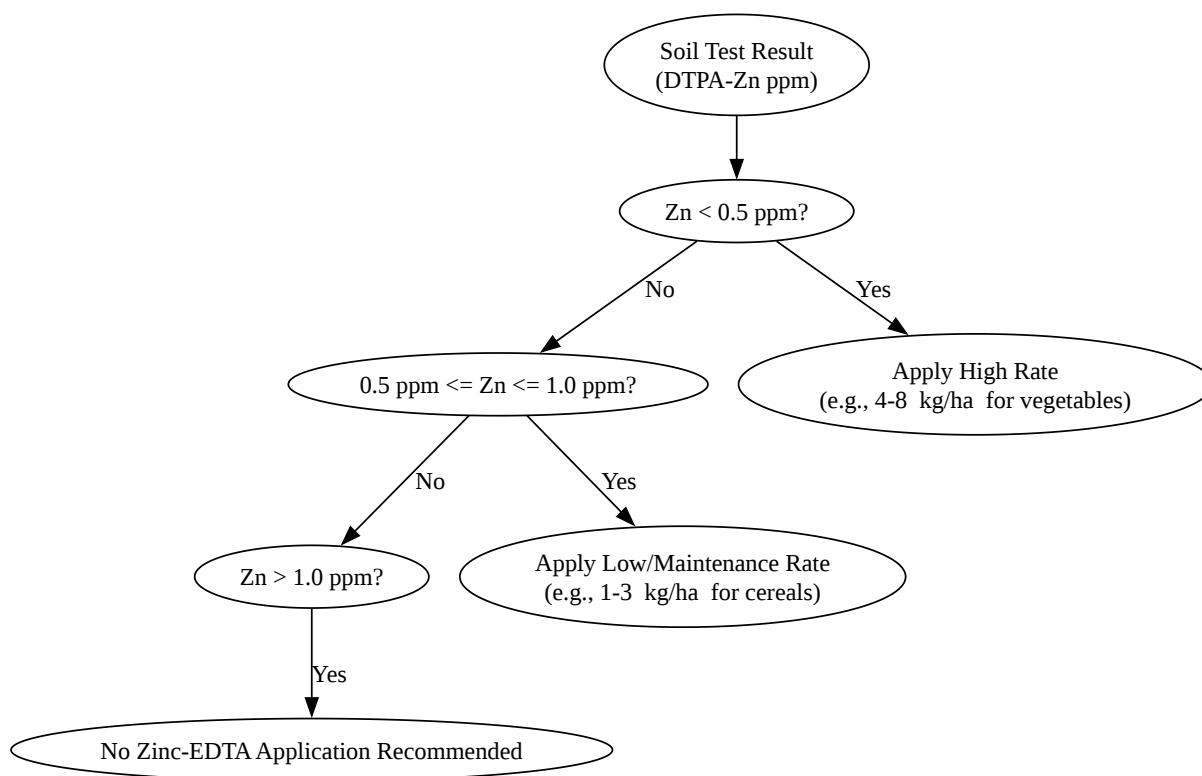 Soil Test Result
(DTPA-Zn ppm)
Zn < 0.5 ppm?
No
Yes
0.5 ppm <= Zn <= 1.0 ppm?
Apply High Rate
(e.g., 4-8  kg/ha  for vegetables)
No
Yes
Zn > 1.0 ppm?
Apply Low/Maintenance Rate
(e.g., 1-3  kg/ha  for cereals)
Yes
No Zinc-EDTA Application Recommended